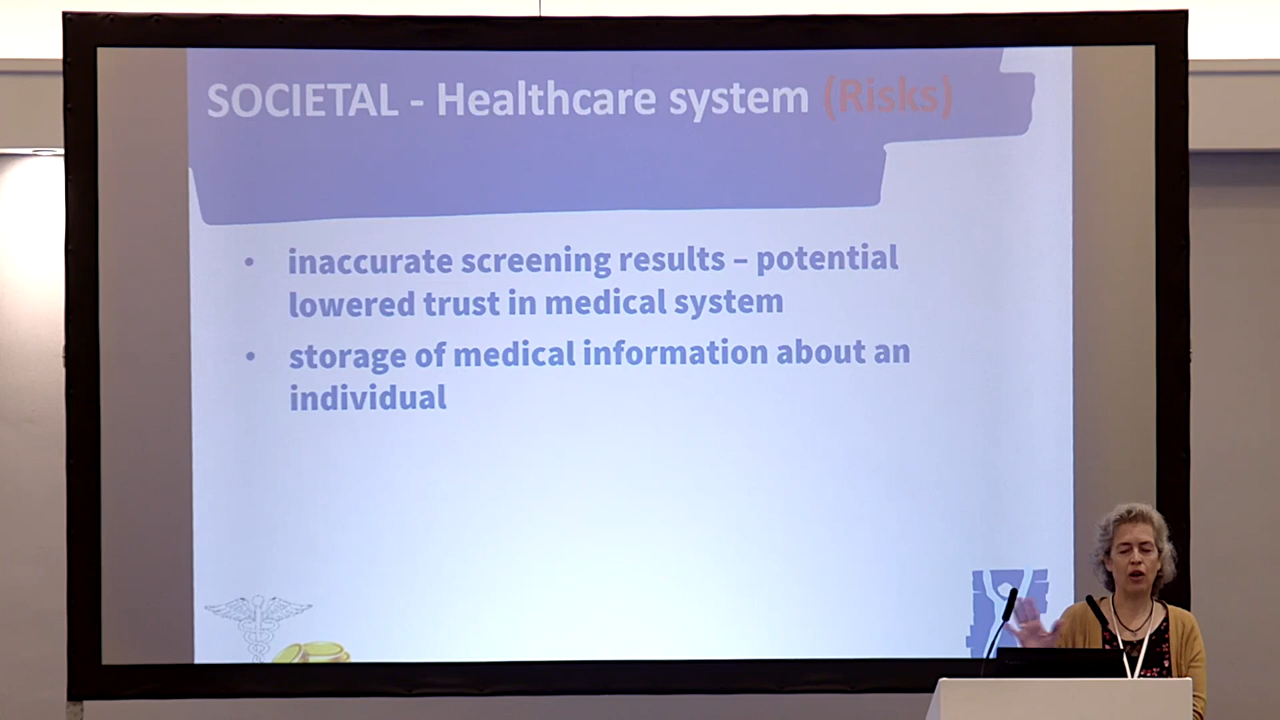 SOCIETAL - Healthcare system (Risks)
• inaccurate screening results – potential
lowered trust in medical system
• storage of medical information about an
individual